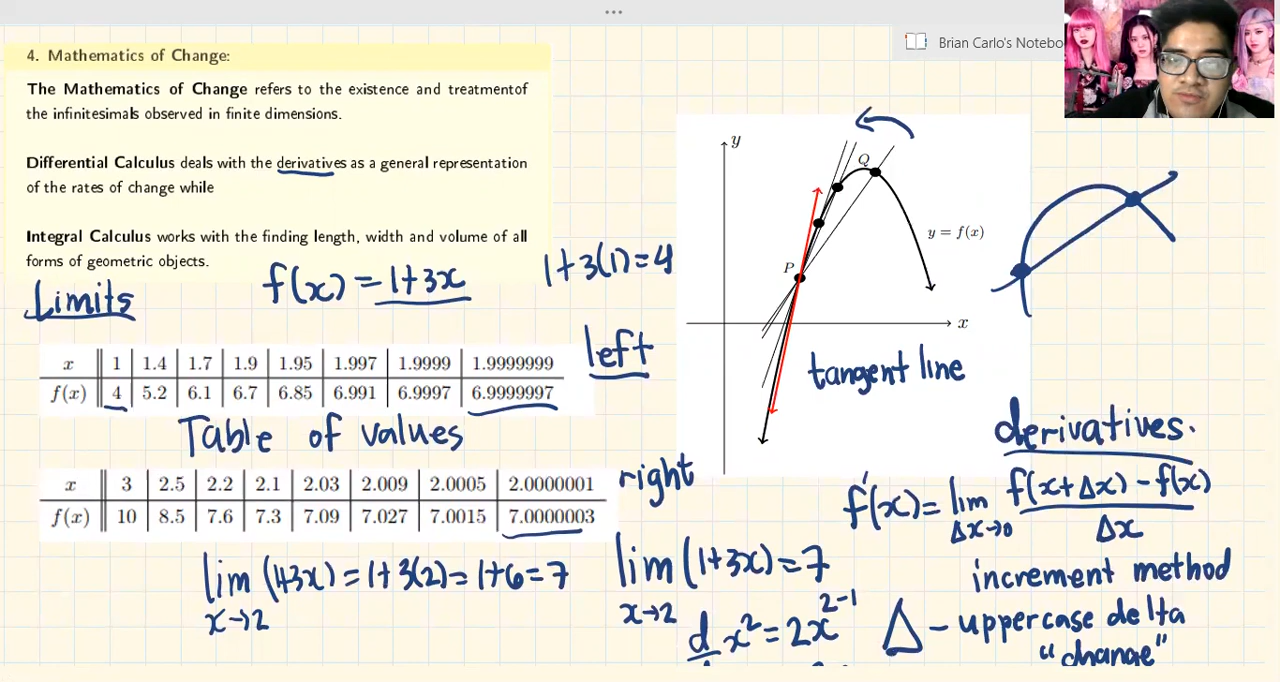 Brian Carlo's Notebo
4. Mathematics of Change:
The Mathematics of Change refers to the existence and treatmentof
the infinitesimals observed in finite dimensions.
Differential Calculus deals with the derivatives as a general representation
of the rates of change while
Integral Calculus works with the finding length, width and volume of all
forms of geometric objects.
Limits
f(x) = 1+3x
1+3(1)=4
x 1 1.4 1.7 1.9 1.95 1.997 1.9999 1.9999999
f(x) 4 5.2 6.1 6.7 6.85 6.991 6.9997 6.9999997
left
Table of values
x 3 2.5 2.2 2.1 2.03 2.009 2.0005 2.0000001
f(x) 10 8.5 7.6 7.3 7.09 7.027 7.0015 7.0000003
right
lim (1+3x) = 1+3(2) = 1+6 = 7
x→2
lim (1+3x) = 7
x→2
y
Q
y = f(x)
P
x
tangent line
derivatives.
f'(x) = lim f(x+Δx) - f(x)
Δx→0 Δx
increment method
d x² = 2x²⁻¹
Δ - uppercase delta
"change"